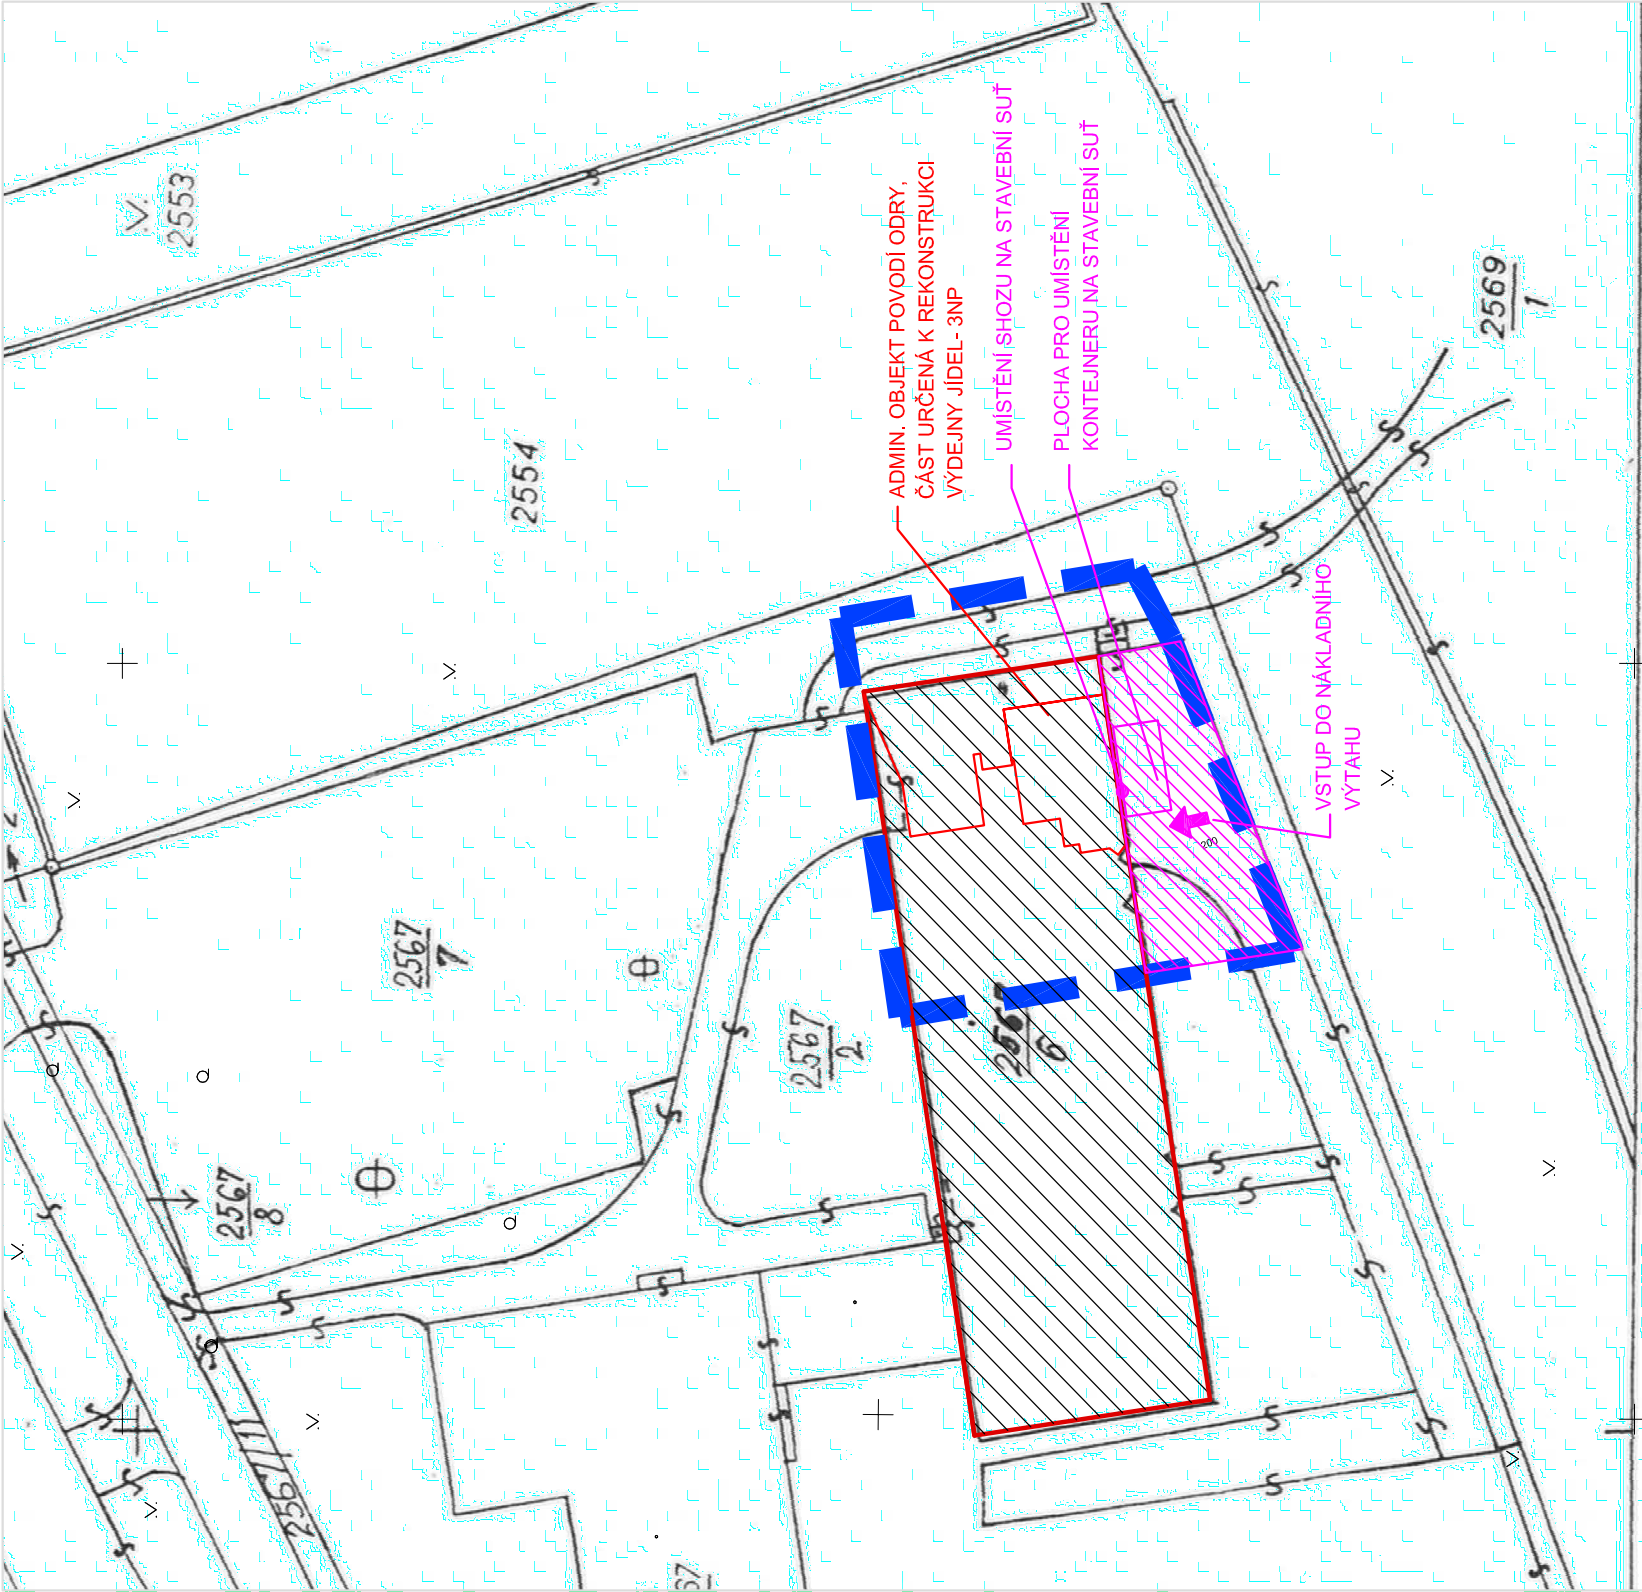 ADMIN. OBJEKT POVODÍ ODRY,
ČÁST URČENÁ K REKONSTRUKCI
VÝDEJNY JÍDEL- 3NP
UMÍSTĚNÍ SHOZU NA STAVEBNÍ SUŤ
PLOCHA PRO UMÍSTĚNÍ
KONTEJNERU NA STAVEBNÍ SUŤ
VSTUP DO NÁKLADNÍHO
VÝTAHU
200
2553
2554
2569
1
2567
7
2567
2
2567
8
2567/11
6